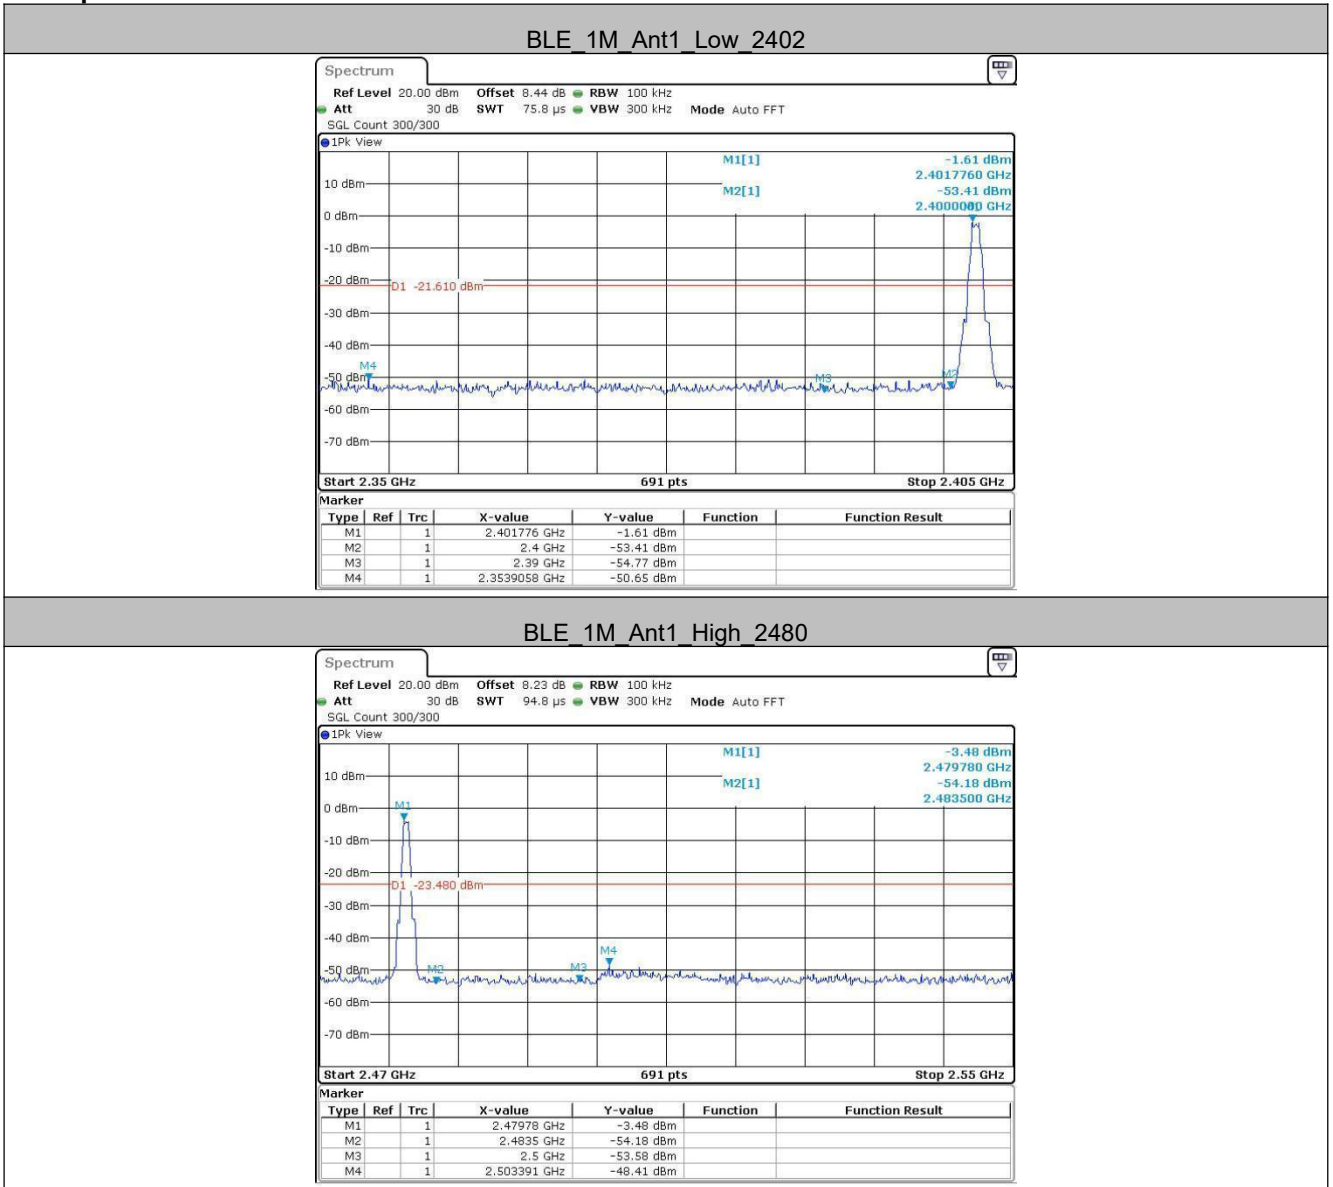 BLE_1M_Ant1_Low_2402
Spectrum
Ref Level 20.00 dBm Offset 8.44 dB RBW 100 kHz
Att 30 dB SWT 75.8 µs VBW 300 kHz Mode Auto FFT
SGL Count 300/300
1Pk View
M1[1] -1.61 dBm
2.4017760 GHz
10 dBm
M2[1] -53.41 dBm
2.4000000 GHz
0 dBm
-10 dBm
-20 dBm
D1 -21.610 dBm
-30 dBm
-40 dBm
M4
-50 dBm
M3
M2
-60 dBm
-70 dBm
Start 2.35 GHz 691 pts Stop 2.405 GHz
Marker
Type Ref Trc X-value Y-value Function Function Result
M1 1 2.401776 GHz -1.61 dBm
M2 1 2.4 GHz -53.41 dBm
M3 1 2.39 GHz -54.77 dBm
M4 1 2.3539058 GHz -50.65 dBm
BLE_1M_Ant1_High_2480
Spectrum
Ref Level 20.00 dBm Offset 8.23 dB RBW 100 kHz
Att 30 dB SWT 94.8 µs VBW 300 kHz Mode Auto FFT
SGL Count 300/300
1Pk View
M1[1] -3.48 dBm
2.479780 GHz
10 dBm
M2[1] -54.18 dBm
2.483500 GHz
0 dBm
M1
-10 dBm
-20 dBm
D1 -23.480 dBm
-30 dBm
-40 dBm
M4
-50 dBm
M2
M3
-60 dBm
-70 dBm
Start 2.47 GHz 691 pts Stop 2.55 GHz
Marker
Type Ref Trc X-value Y-value Function Function Result
M1 1 2.47978 GHz -3.48 dBm
M2 1 2.4835 GHz -54.18 dBm
M3 1 2.5 GHz -53.58 dBm
M4 1 2.503391 GHz -48.41 dBm